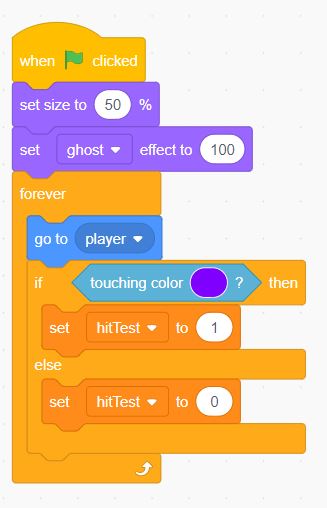 when clicked
set size to 50 %
set ghost effect to 100
forever
go to player
if touching color ? then
set hitTest to 1
else
set hitTest to 0